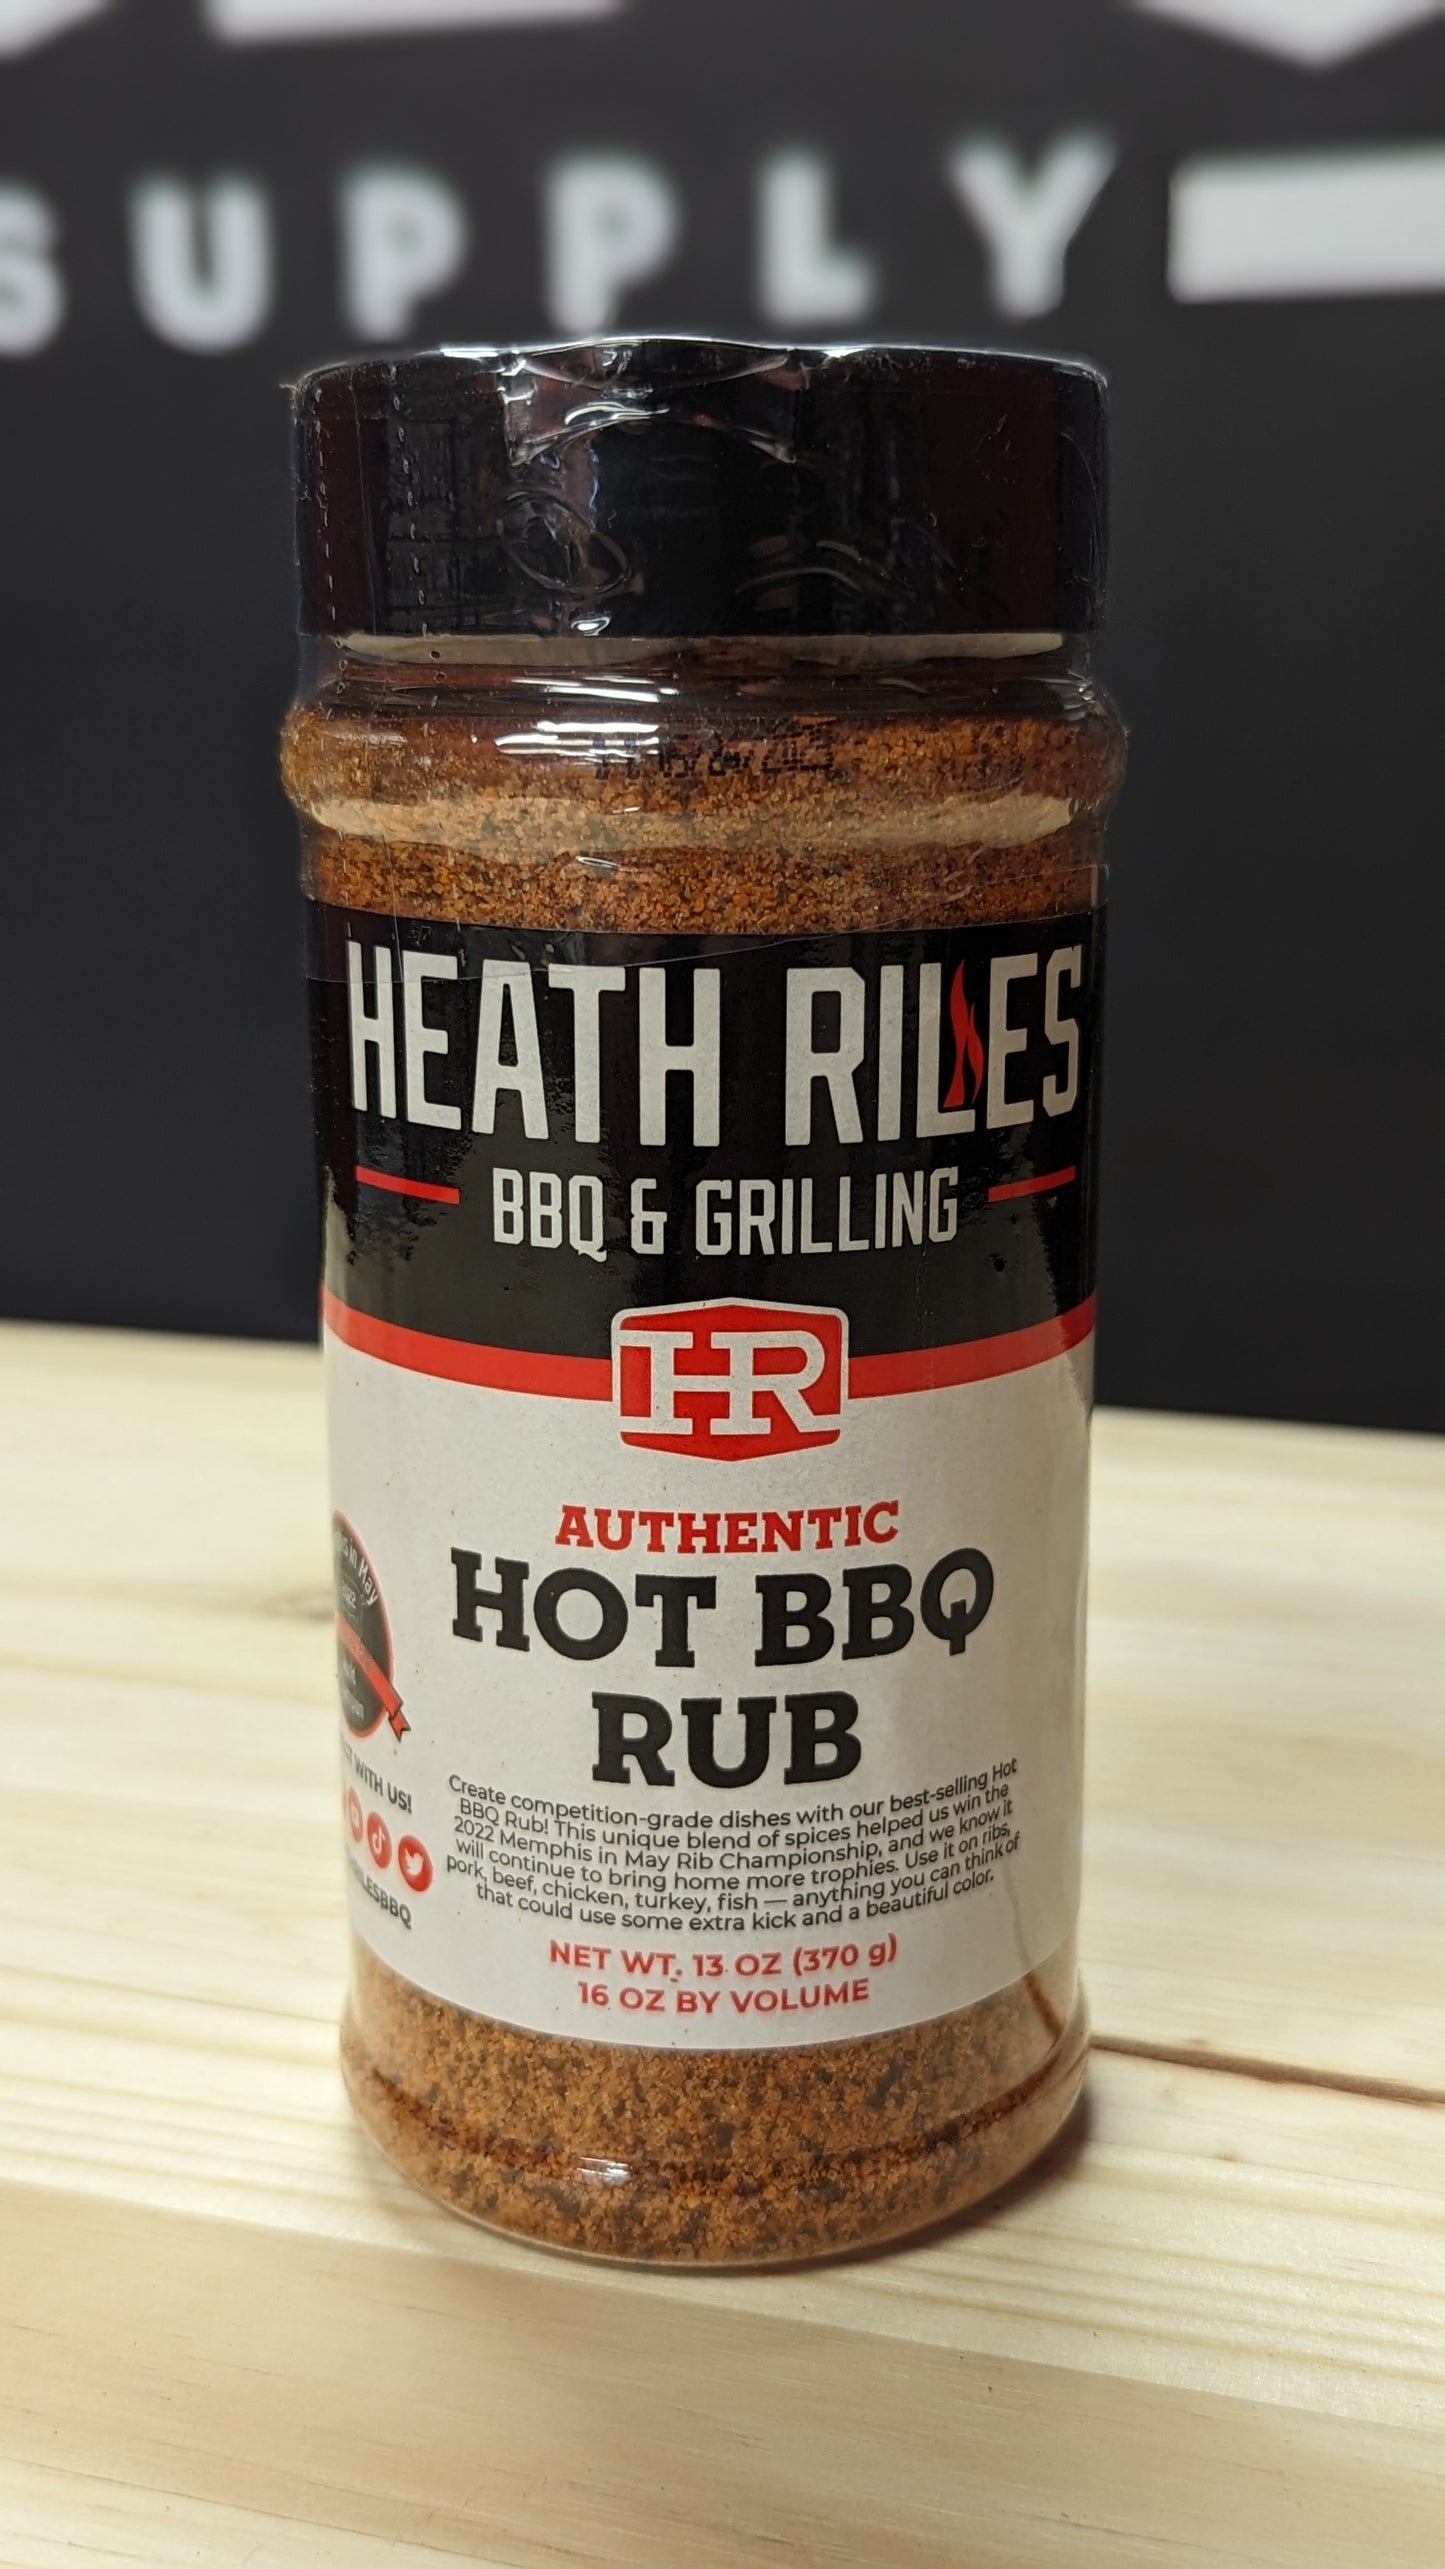 SUPPLY
HEATH RILES
BBQ & GRILLING
HR
AUTHENTIC
HOT BBQ
RUB
Create competition-grade dishes with our best-selling Hot
BBQ Rub! This unique blend of spices helped us win the
2022 Memphis in May Rib Championship, and we know it
will continue to bring home more trophies. Use it on ribs,
pork, beef, chicken, turkey, fish — anything you can think of
that could use some extra kick and a beautiful color.
NET WT. 13 OZ (370 g)
16 OZ BY VOLUME
in May
WITH US!